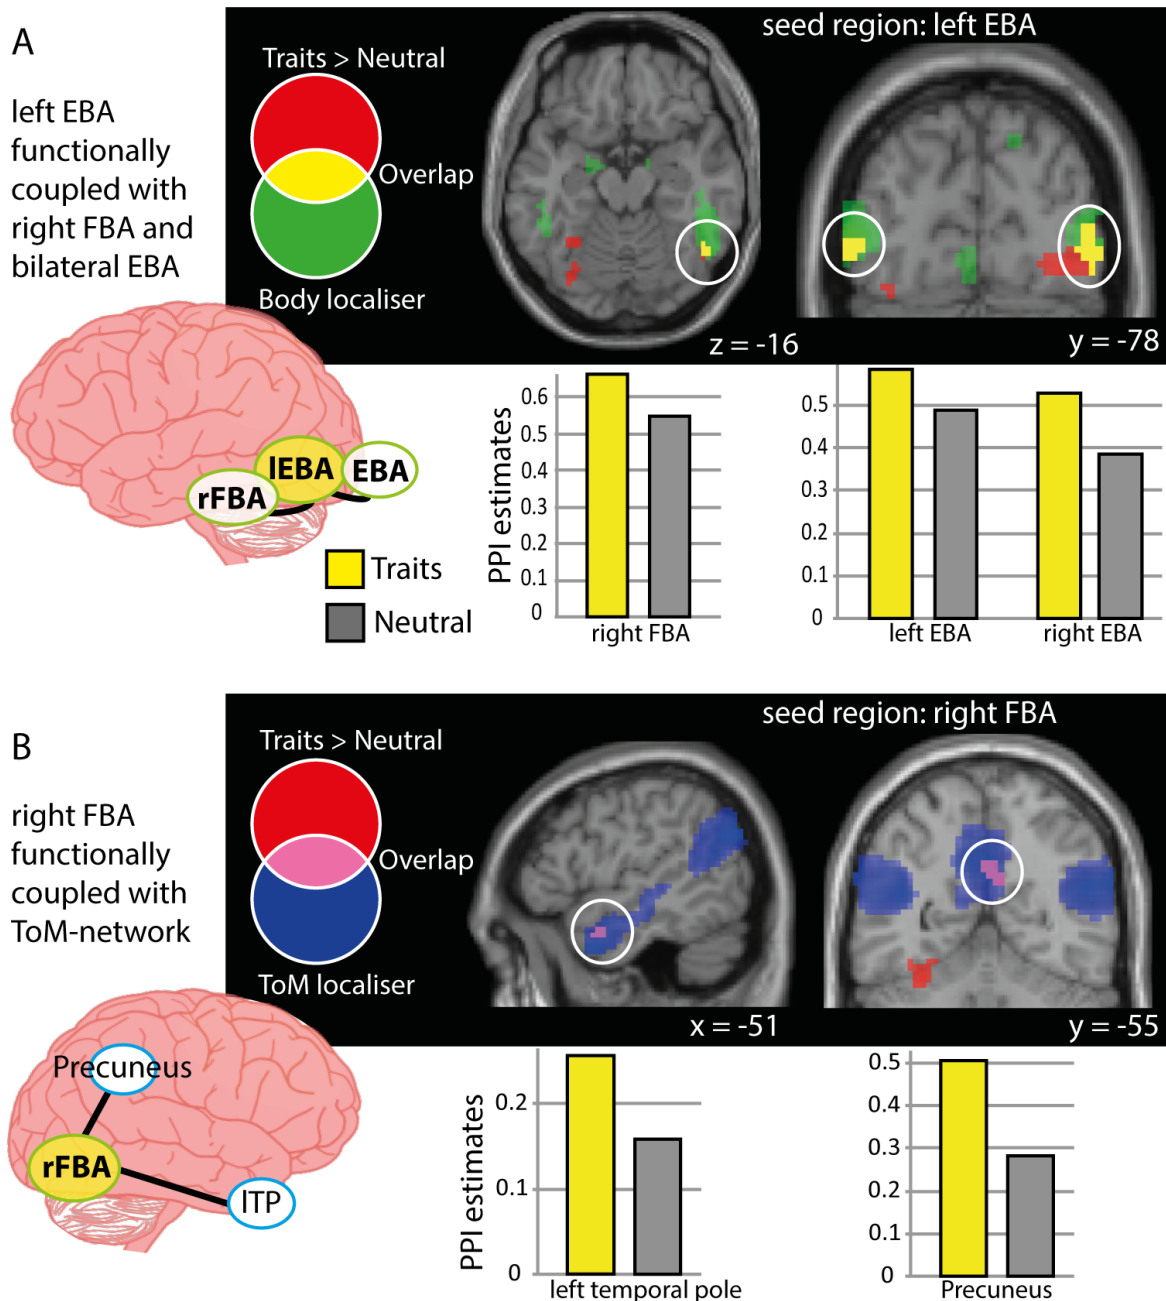 A
left EBA
functionally
coupled with
right FBA and
bilateral EBA
Traits > Neutral
Overlap
Body localiser
seed region: left EBA
z = -16
y = -78
rFBA
lEBA
EBA
Traits
Neutral
PPI estimates
0.6
0.5
0.4
0.3
0.2
0.1
0
right FBA
0.5
0.4
0.3
0.2
0.1
0
left EBA
right EBA
B
right FBA
functionally
coupled with
ToM-network
Traits > Neutral
Overlap
ToM localiser
seed region: right FBA
x = -51
y = -55
Precuneus
rFBA
lTP
PPI estimates
0.2
0.1
0
left temporal pole
0.5
0.4
0.3
0.2
0.1
0
Precuneus